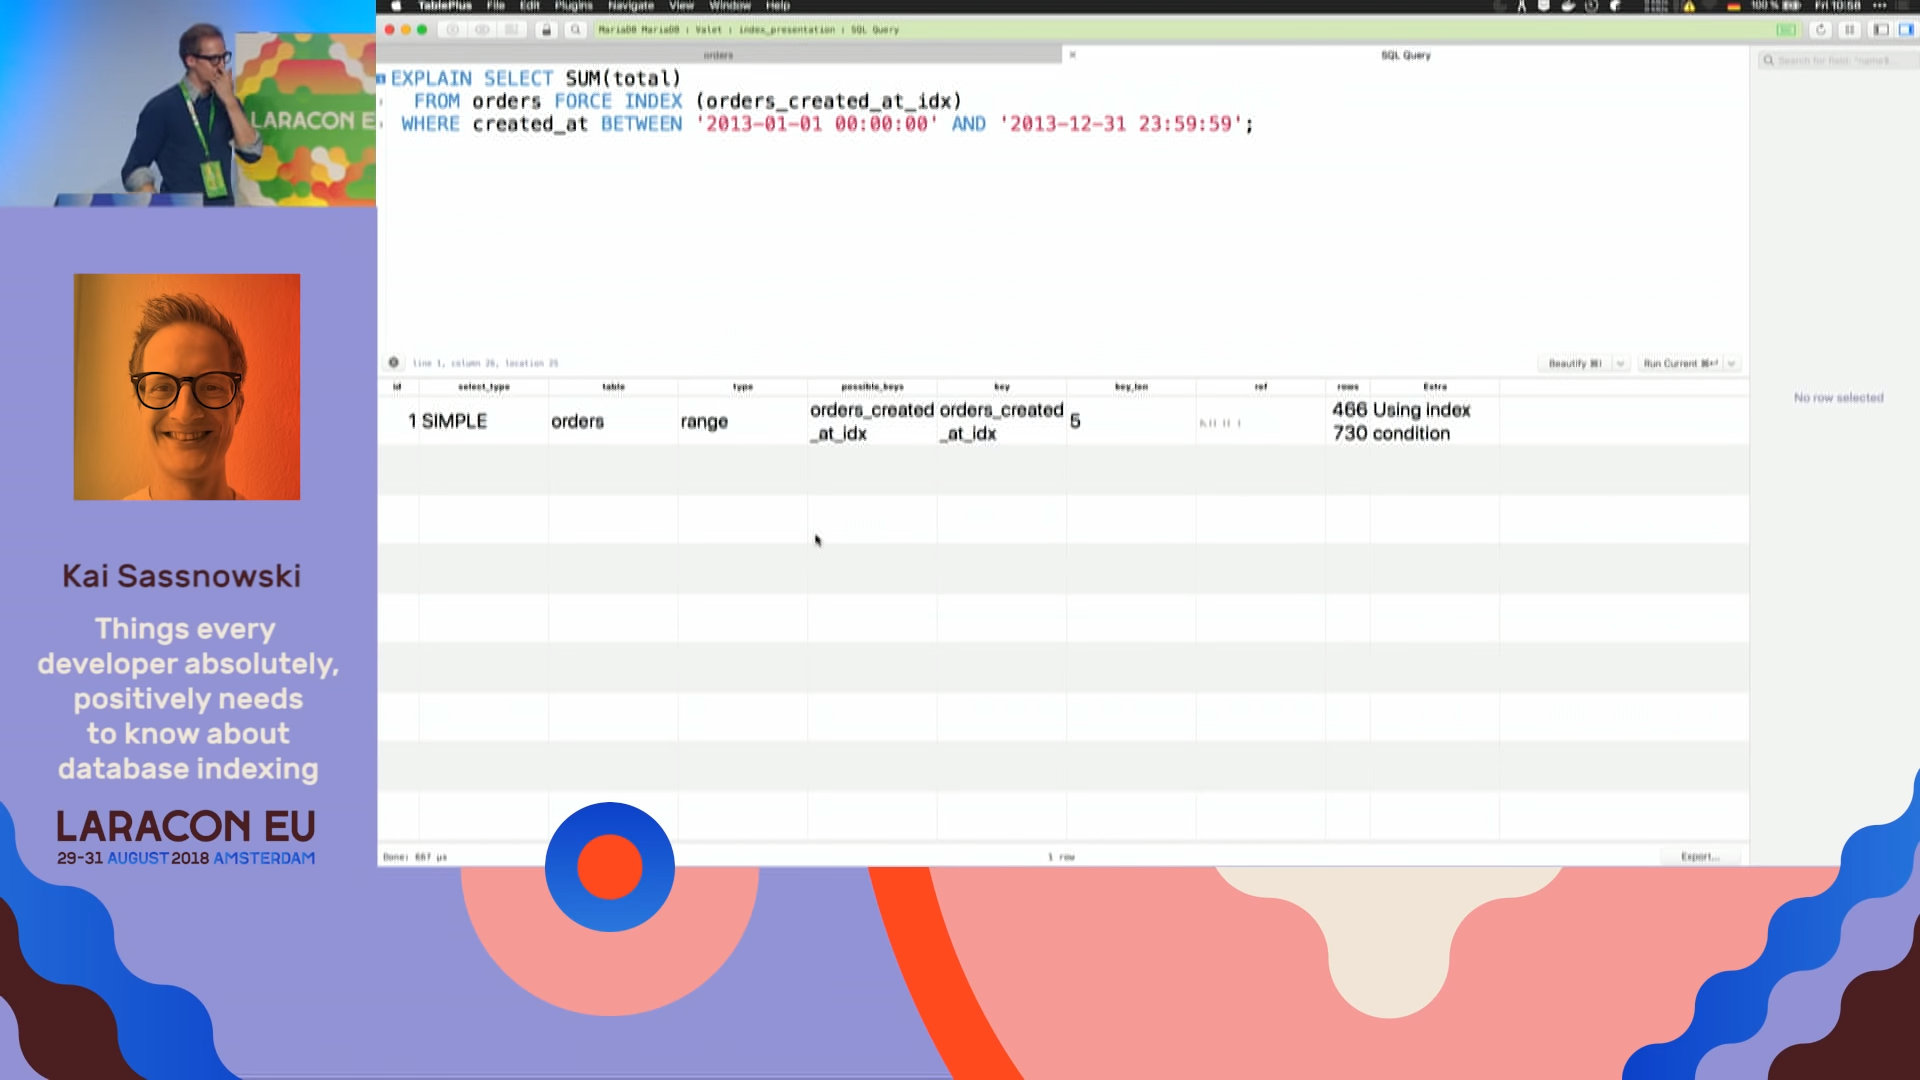 TablePlus File Edit Plugins Navigate View Window Help
100 % Fri 10:58
MariaDB MariaDB : Valet : index_presentation : SQL Query
orders
SQL Query
EXPLAIN SELECT SUM(total)
FROM orders FORCE INDEX (orders_created_at_idx)
WHERE created_at BETWEEN '2013-01-01 00:00:00' AND '2013-12-31 23:59:59';
LARACON E
line 1, column 26, location 25
Beautify ⌘I
Run Current ⌘↵
id select_type table type possible_keys key key_len ref rows Extra
1 SIMPLE orders range orders_created_at_idx orders_created_at_idx 5 466730 Using index condition
No row selected
Done: 667 µs
1 row
Export...
Kai Sassnowski
Things every
developer absolutely,
positively needs
to know about
database indexing
LARACON EU
29-31 AUGUST 2018 AMSTERDAM